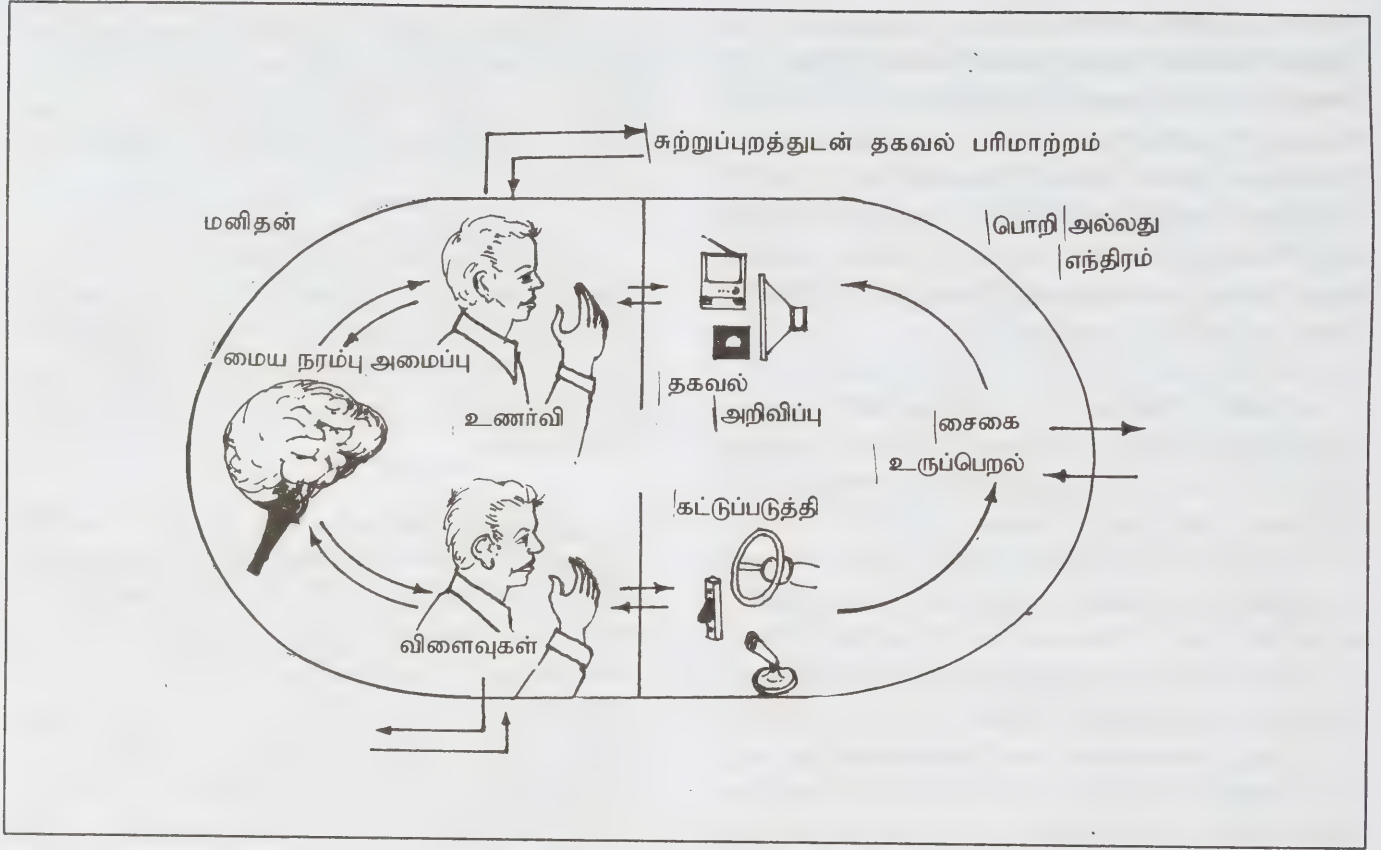 சுற்றுப்புறத்துடன் தகவல் பரிமாற்றம்
மனிதன்
பொறி அல்லது
எந்திரம்
மைய நரம்பு அமைப்பு
உணர்வி
தகவல்
அறிவிப்பு
சைகை
உருப்பெறல்
கட்டுப்படுத்தி
விளைவுகள்